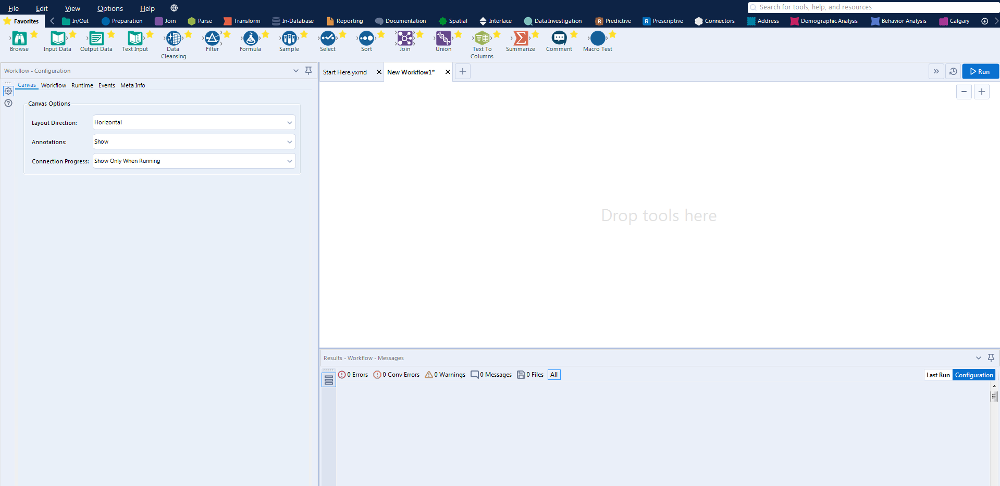 File Edit View Options Help
Search for tools, help, and resources
Favorites In/Out Preparation Join Parse Transform In-Database Reporting Documentation Spatial Interface Data Investigation Predictive Prescriptive Connectors Address Demographic Analysis Behavior Analysis Calgary
Browse Input Data Output Data Text Input Data Cleansing Filter Formula Sample Select Sort Join Union Text To Columns Summarize Comment Macro Test
Workflow - Configuration
Canvas Workflow Runtime Events Meta Info
Canvas Options
Layout Direction: Horizontal
Annotations: Show
Connection Progress: Show Only When Running
Start Here.yxmd New Workflow1*
Run
Drop tools here
Results - Workflow - Messages
0 Errors 0 Conv Errors 0 Warnings 0 Messages 0 Files All
Last Run Configuration